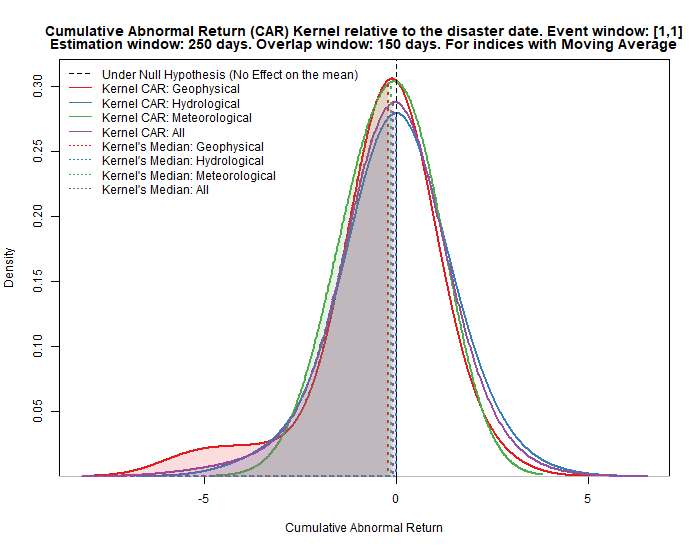 Cumulative Abnormal Return (CAR) Kernel relative to the disaster date. Event window: [1,1]
Estimation window: 250 days. Overlap window: 150 days. For indices with Moving Average
Under Null Hypothesis (No Effect on the mean)
Kernel CAR: Geophysical
Kernel CAR: Hydrological
Kernel CAR: Meteorological
Kernel CAR: All
Kernel's Median: Geophysical
Kernel's Median: Hydrological
Kernel's Median: Meteorological
Kernel's Median: All
0.30
0.25
0.20
0.15
0.10
0.05
Density
-5
0
5
Cumulative Abnormal Return